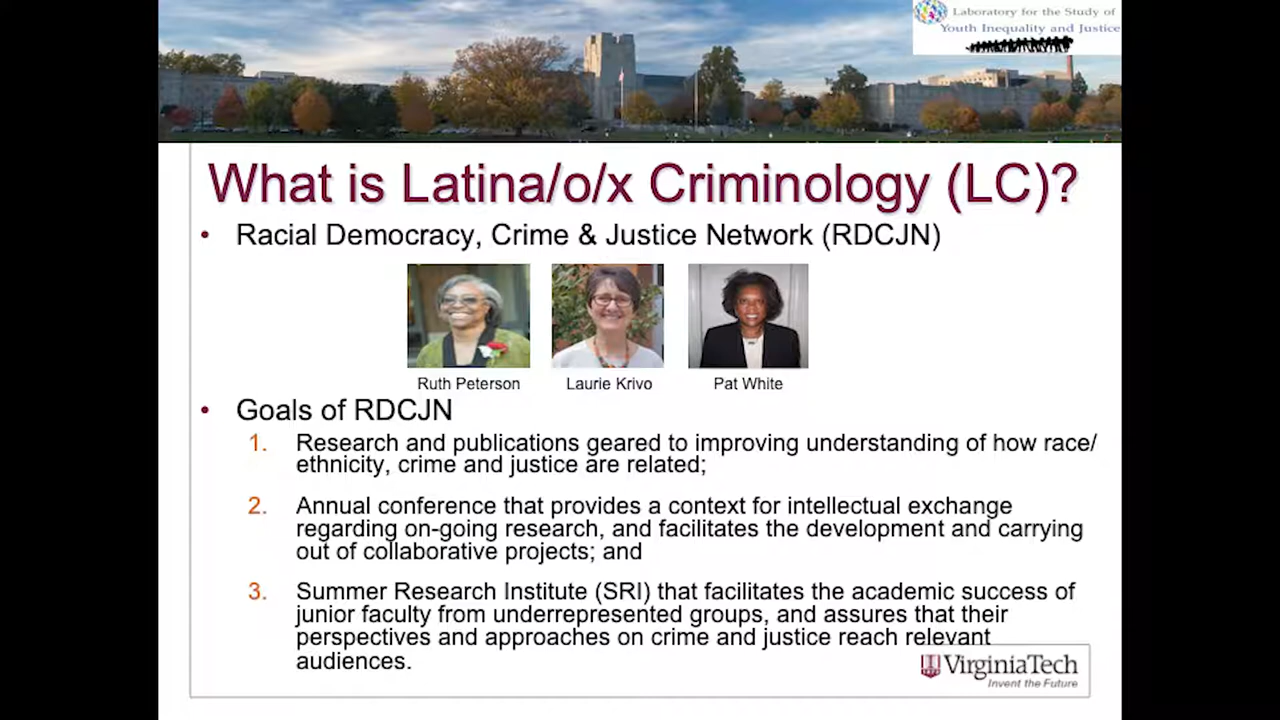 Laboratory for the Study of
Youth Inequality and Justice
What is Latina/o/x Criminology (LC)?
• Racial Democracy, Crime & Justice Network (RDCJN)
Ruth Peterson Laurie Krivo Pat White
• Goals of RDCJN
1. Research and publications geared to improving understanding of how race/
ethnicity, crime and justice are related;
2. Annual conference that provides a context for intellectual exchange
regarding on-going research, and facilitates the development and carrying
out of collaborative projects; and
3. Summer Research Institute (SRI) that facilitates the academic success of
junior faculty from underrepresented groups, and assures that their
perspectives and approaches on crime and justice reach relevant
audiences.
VirginiaTech
Invent the Future